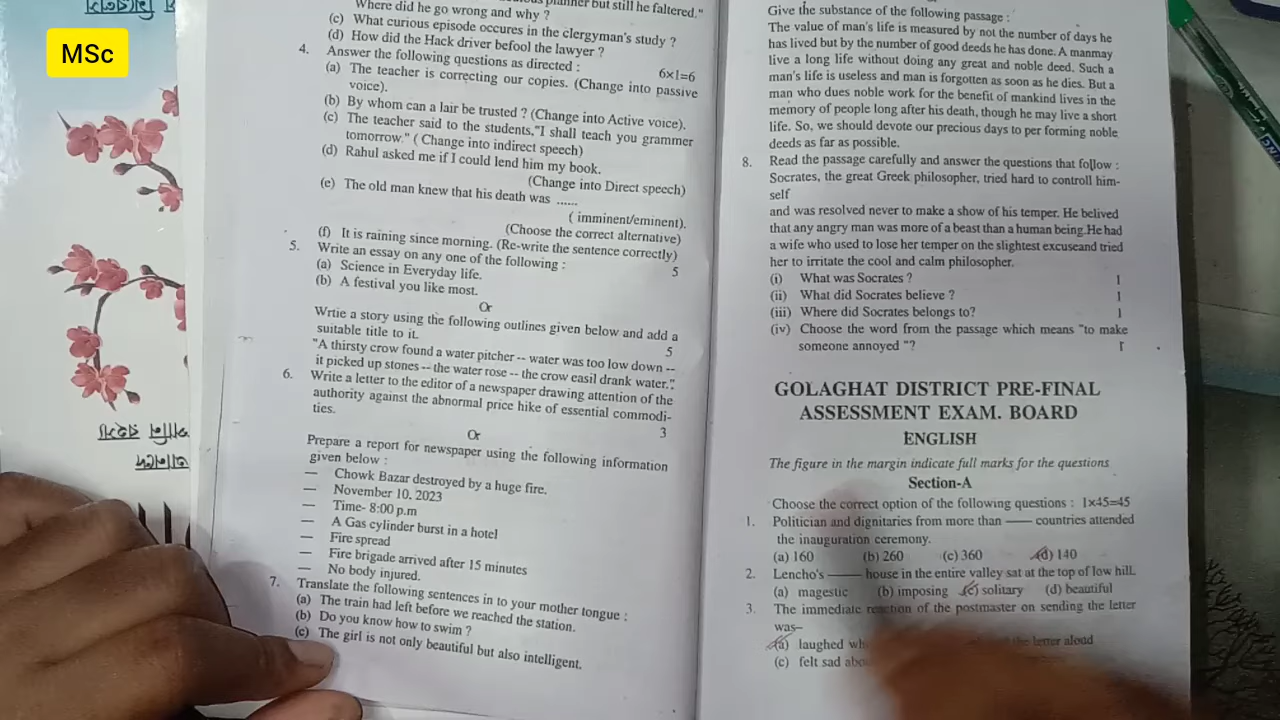 MSc
planner but still he faltered."
Where did he go wrong and why ?
(c) What curious episode occures in the clergyman's study ?
(d) How did the Hack driver befool the lawyer ?
4. Answer the following questions as directed : 6×1=6
(a) The teacher is correcting our copies. (Change into passive
voice).
(b) By whom can a lair be trusted ? (Change into Active voice).
(c) The teacher said to the students,"I shall teach you grammer
tomorrow." ( Change into indirect speech)
(d) Rahul asked me if I could lend him my book.
(Change into Direct speech)
(e) The old man knew that his death was ......
( imminent/eminent).
(Choose the correct alternative)
(f) It is raining since morning. (Re-write the sentence correctly)
5. Write an essay on any one of the following : 5
(a) Science in Everyday life.
(b) A festival you like most.
Or
Wrtie a story using the following outlines given below and add a
suitable title to it. 5
"A thirsty crow found a water pitcher -- water was too low down --
it picked up stones -- the water rose -- the crow easil drank water."
6. Write a letter to the editor of a newspaper drawing attention of the
authority against the abnormal price hike of essential commodi-
ties. 3
Or
Prepare a report for newspaper using the following information
given below :
— Chowk Bazar destroyed by a huge fire.
— November 10, 2023
— Time- 8:00 p.m
— A Gas cylinder burst in a hotel
— Fire spread
— Fire brigade arrived after 15 minutes
— No body injured.
7. Translate the following sentences in to your mother tongue :
(a) The train had left before we reached the station.
(b) Do you know how to swim ?
(c) The girl is not only beautiful but also intelligent.
Give the substance of the following passage :
The value of man's life is measured by not the number of days he
has lived but by the number of good deeds he has done. A manmay
live a long life without doing any great and noble deed. Such a
man's life is useless and man is forgotten as soon as he dies. But a
man who dues noble work for the benefit of mankind lives in the
memory of people long after his death, though he may live a short
life. So, we should devote our precious days to per forming noble
deeds as far as possible.
8. Read the passage carefully and answer the questions that follow :
Socrates, the great Greek philosopher, tried hard to controll him-
self
and was resolved never to make a show of his temper. He belived
that any angry man was more of a beast than a human being.He had
a wife who used to lose her temper on the slightest excuseand tried
her to irritate the cool and calm philosopher.
(i) What was Socrates ? 1
(ii) What did Socrates believe ? 1
(iii) Where did Socrates belongs to? 1
(iv) Choose the word from the passage which means "to make
someone annoyed "? 1
GOLAGHAT DISTRICT PRE-FINAL
ASSESSMENT EXAM. BOARD
ENGLISH
The figure in the margin indicate full marks for the questions
Section-A
Choose the correct option of the following questions : 1×45=45
1. Politician and dignitaries from more than —— countries attended
the inauguration ceremony.
(a) 160 (b) 260 (c) 360 (d) 140
2. Lencho's —— house in the entire valley sat at the top of low hill.
(a) magestic (b) imposing (c) solitary (d) beautiful
3. The immediate reaction of the postmaster on sending the letter
was–
(a) laughed the letter aloud
(c) felt sad